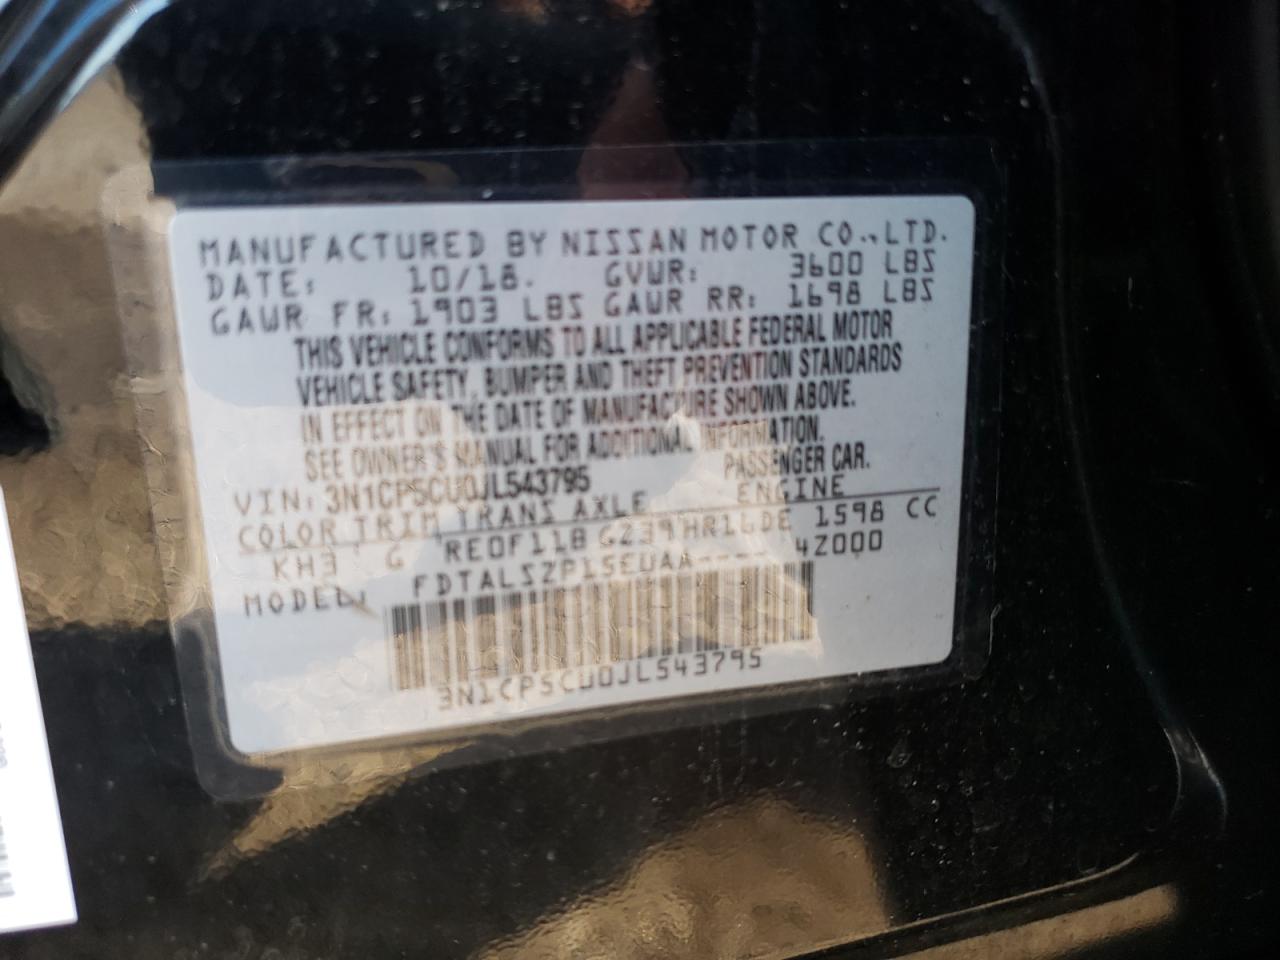 MANUFACTURED BY NISSAN MOTOR CO.,LTD.
DATE: 10/18. GVWR: 3600 LBS
GAWR FR: 1903 LBS GAWR RR: 1698 LBS
THIS VEHICLE CONFORMS TO ALL APPLICABLE FEDERAL MOTOR
VEHICLE SAFETY, BUMPER AND THEFT PREVENTION STANDARDS
IN EFFECT ON THE DATE OF MANUFACTURE SHOWN ABOVE.
SEE OWNER'S MANUAL FOR ADDITIONAL INFORMATION.
VIN: 3N1CP5CU0JL543795 PASSENGER CAR.
COLOR TRIM TRANS AXLE ENGINE
KH3 G RE0F11B GZ39 HR16DE 1598 CC
MODEL: FDTALSZP15EUAA---- 4Z000
3N1CP5CU0JL543795